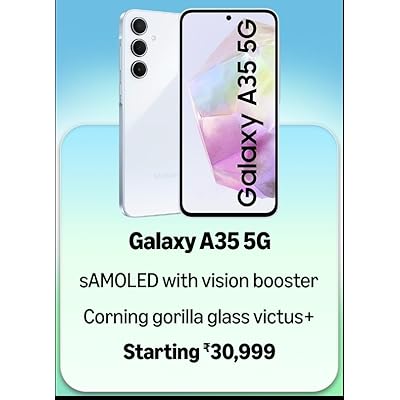 Galaxy A35 5G
Galaxy A35 5G
sAMOLED with vision booster
Corning gorilla glass victus+
Starting ₹30,999